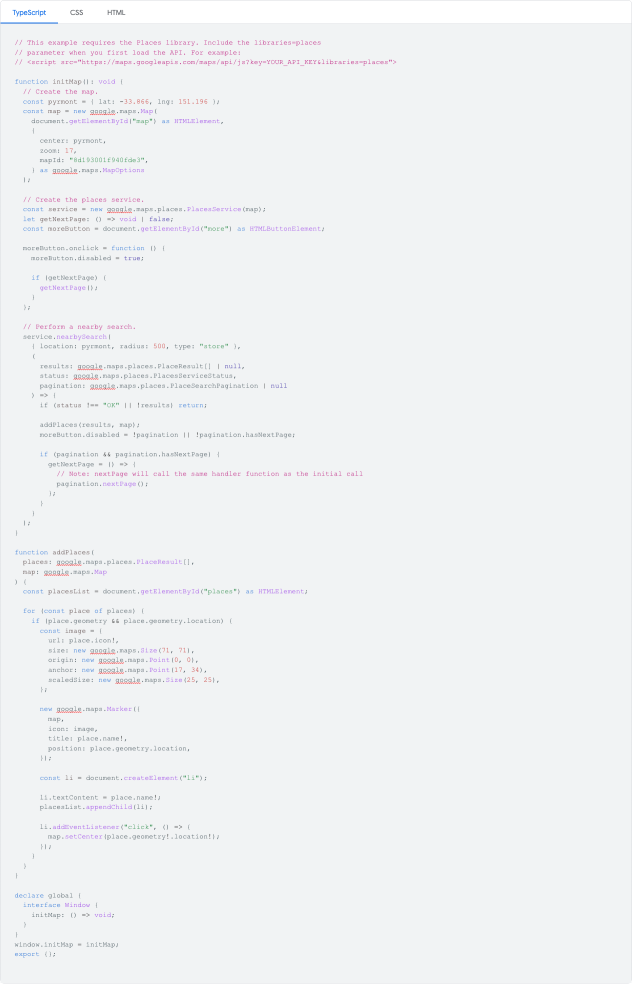 TypeScript CSS HTML
// This example requires the Places library. Include the libraries=places
// parameter when you first load the API. For example:
// <script src="https://maps.googleapis.com/maps/api/js?key=YOUR_API_KEY&libraries=places">
function initMap(): void {
// Create the map.
const pyrmont = { lat: -33.866, lng: 151.196 };
const map = new google.maps.Map(
document.getElementById("map") as HTMLElement,
{
center: pyrmont,
zoom: 17,
mapId: "8d193001f940fde3",
} as google.maps.MapOptions
);
// Create the places service.
const service = new google.maps.places.PlacesService(map);
let getNextPage: () => void | false;
const moreButton = document.getElementById("more") as HTMLButtonElement;
moreButton.onclick = function () {
moreButton.disabled = true;
if (getNextPage) {
getNextPage();
}
};
// Perform a nearby search.
service.nearbySearch(
{ location: pyrmont, radius: 500, type: "store" },
(
results: google.maps.places.PlaceResult[] | null,
status: google.maps.places.PlacesServiceStatus,
pagination: google.maps.places.PlaceSearchPagination | null
) => {
if (status !== "OK" || !results) return;
addPlaces(results, map);
moreButton.disabled = !pagination || !pagination.hasNextPage;
if (pagination && pagination.hasNextPage) {
getNextPage = () => {
// Note: nextPage will call the same handler function as the initial call
pagination.nextPage();
};
}
}
);
}
function addPlaces(
places: google.maps.places.PlaceResult[],
map: google.maps.Map
) {
const placesList = document.getElementById("places") as HTMLElement;
for (const place of places) {
if (place.geometry && place.geometry.location) {
const image = {
url: place.icon!,
size: new google.maps.Size(71, 71),
origin: new google.maps.Point(0, 0),
anchor: new google.maps.Point(17, 34),
scaledSize: new google.maps.Size(25, 25),
};
new google.maps.Marker({
map,
icon: image,
title: place.name!,
position: place.geometry.location,
});
const li = document.createElement("li");
li.textContent = place.name!;
placesList.appendChild(li);
li.addEventListener("click", () => {
map.setCenter(place.geometry!.location!);
});
}
}
}
declare global {
interface Window {
initMap: () => void;
}
}
window.initMap = initMap;
export {};